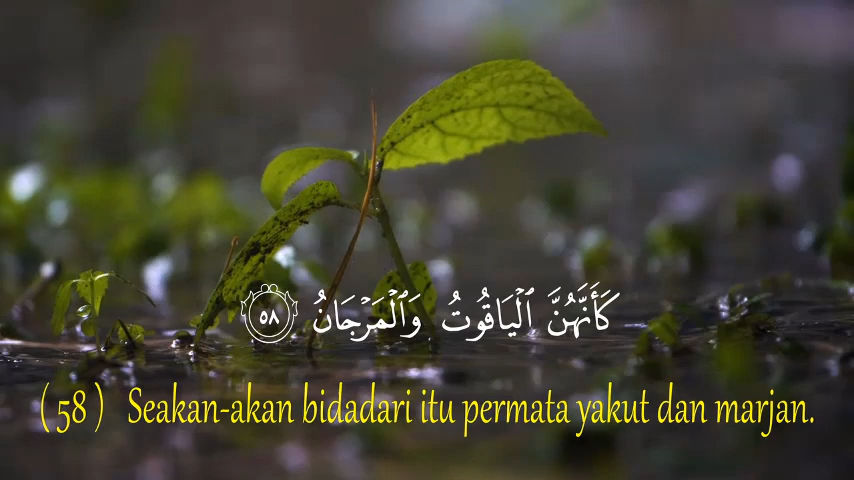 كَأَنَّهُنَّ ٱلْيَاقُوتُ وَٱلْمَرْجَانُ ٥٨
( 58 ) Seakan-akan bidadari itu permata yakut dan marjan.